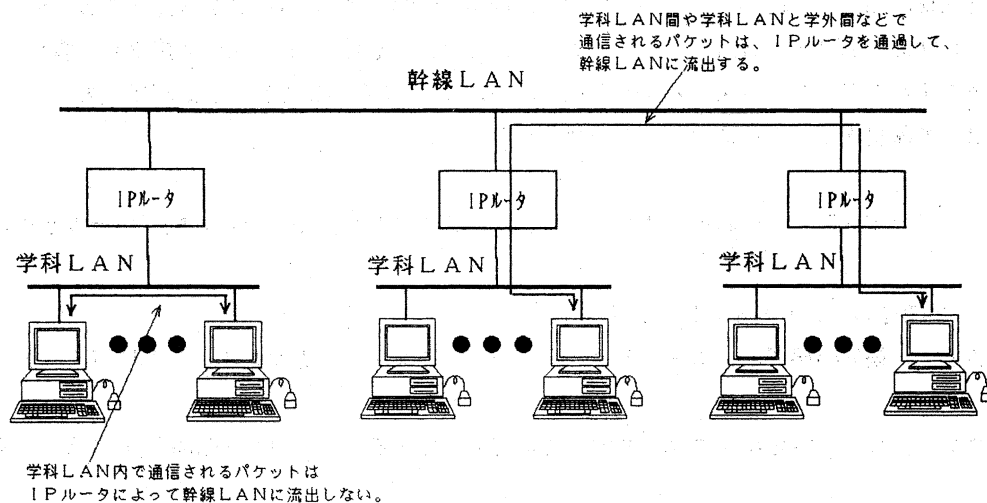 学科ＬＡＮ間や学科ＬＡＮと学外間などで
通信されるパケットは、ＩＰルータを通過して、
幹線ＬＡＮに流出する。
幹線ＬＡＮ
IPルータ
IPルータ
IPルータ
学科ＬＡＮ
学科ＬＡＮ
学科ＬＡＮ
学科ＬＡＮ内で通信されるパケットは
ＩＰルータによって幹線ＬＡＮに流出しない。